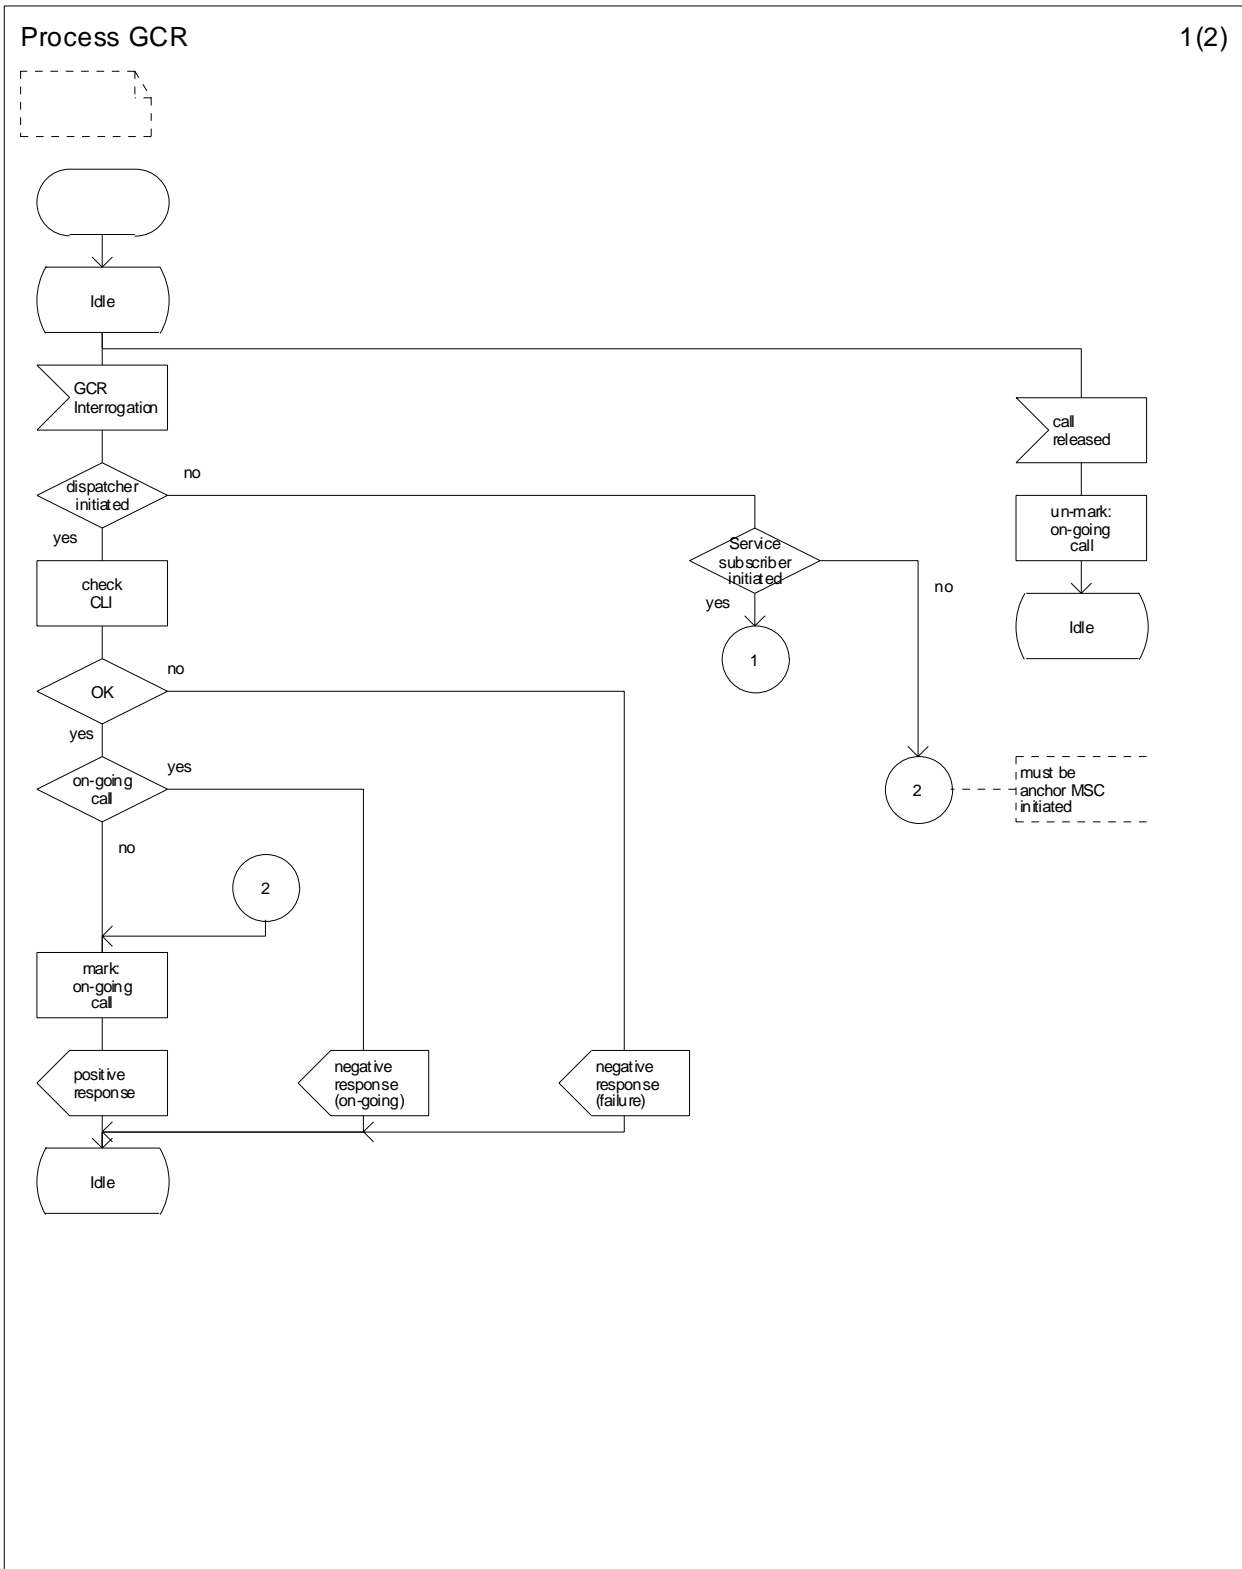 Process GCR
1(2)
Idle
GCR
Interrogation
call
released
no
dispatcher
initiated
yes
un-mark:
on-going
call
Service
subscriber
initiated
no
yes
check
CLI
Idle
1
no
OK
yes
on-going
call
yes
no
2
must be
anchor MSC
initiated
2
mark:
on-going
call
positive
response
negative
response
(on-going)
negative
response
(failure)
Idle